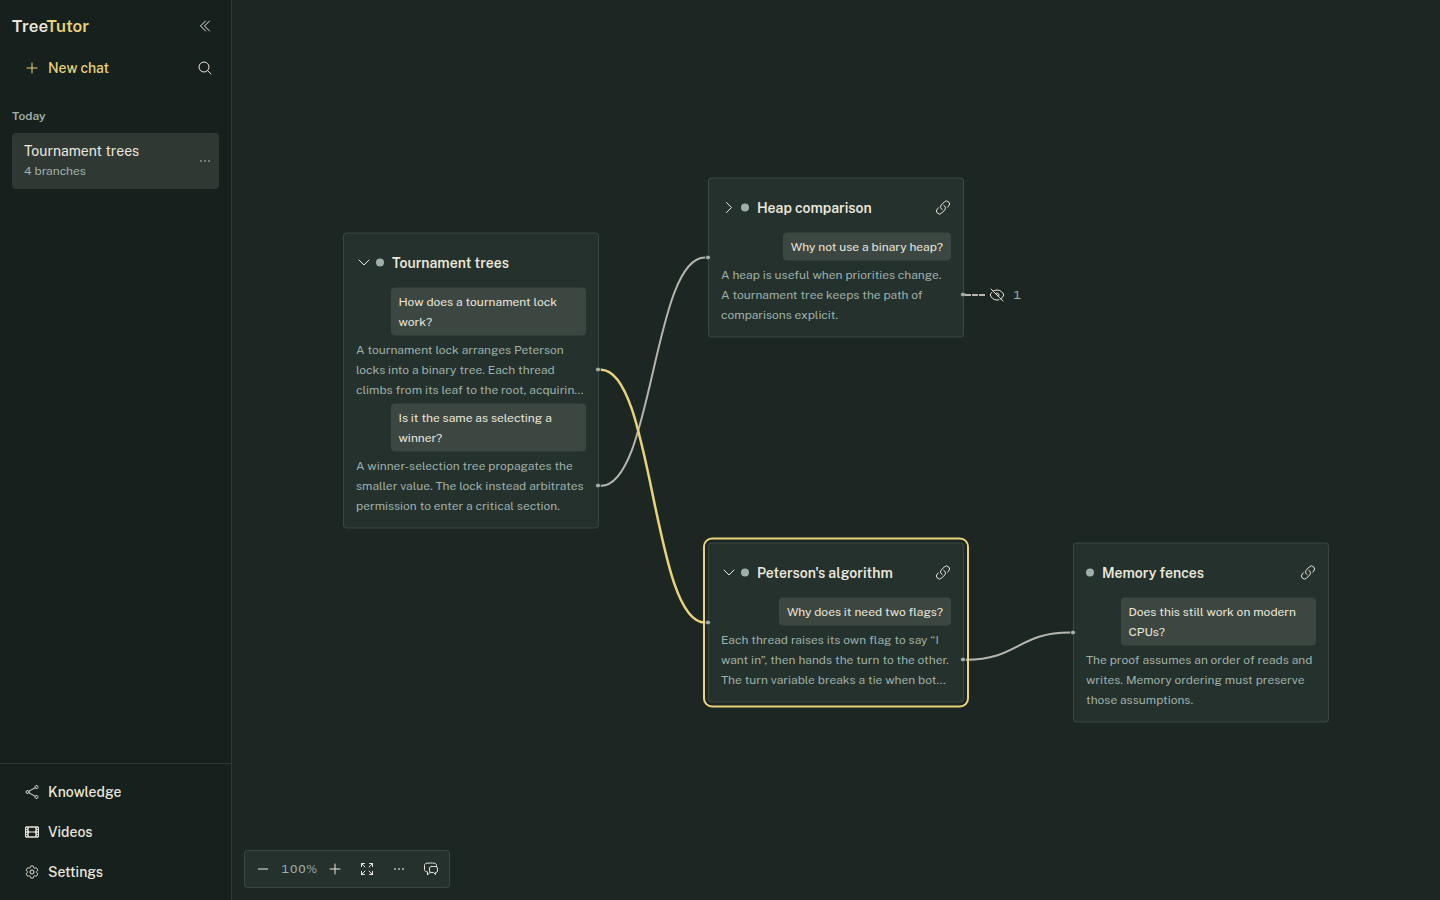 TreeTutor
New chat
Today
Tournament trees
4 branches
Knowledge
Videos
Settings
Tournament trees
How does a tournament lock
work?
A tournament lock arranges Peterson
locks into a binary tree. Each thread
climbs from its leaf to the root, acquirin...
Is it the same as selecting a
winner?
A winner-selection tree propagates the
smaller value. The lock instead arbitrates
permission to enter a critical section.
Heap comparison
Why not use a binary heap?
A heap is useful when priorities change.
A tournament tree keeps the path of
comparisons explicit.
1
Peterson's algorithm
Why does it need two flags?
Each thread raises its own flag to say “I
want in”, then hands the turn to the other.
The turn variable breaks a tie when bot...
Memory fences
Does this still work on modern
CPUs?
The proof assumes an order of reads and
writes. Memory ordering must preserve
those assumptions.
100%